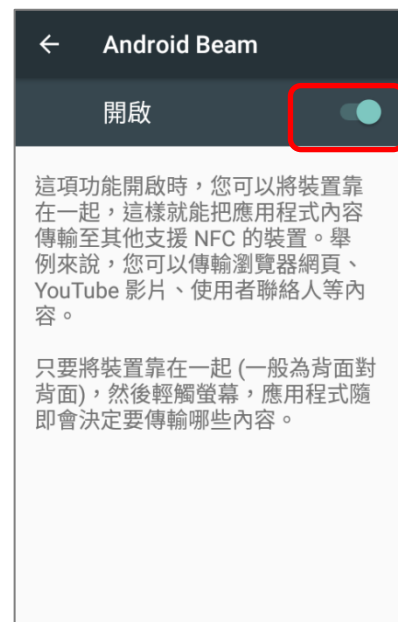 Android Beam
開啟
這項功能開啟時，您可以將裝置靠
在一起，這樣就能把應用程式內容
傳輸至其他支援 NFC 的裝置。舉
例來說，您可以傳輸瀏覽器網頁、
YouTube 影片、使用者聯絡人等內
容。
只要將裝置靠在一起 (一般為背面對
背面)，然後輕觸螢幕，應用程式隨
即會決定要傳輸哪些內容。